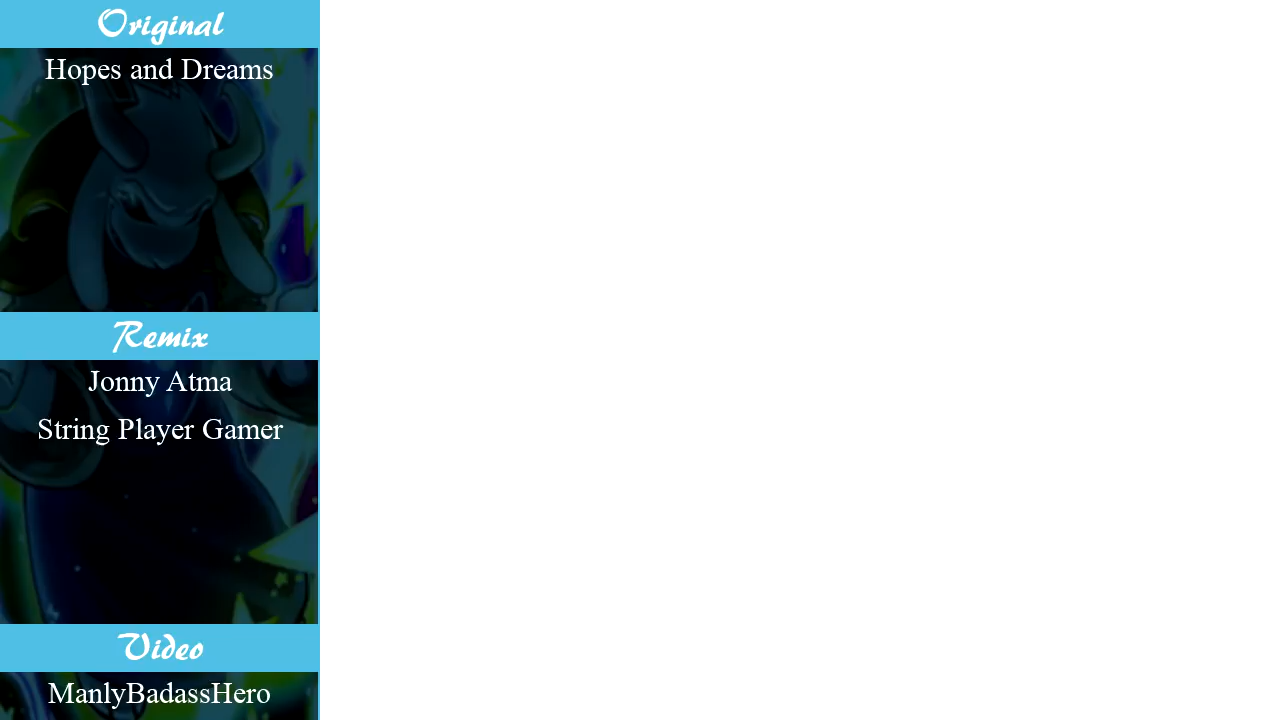 Original
Hopes and Dreams
Remix
Jonny Atma
String Player Gamer
Video
ManlyBadassHero